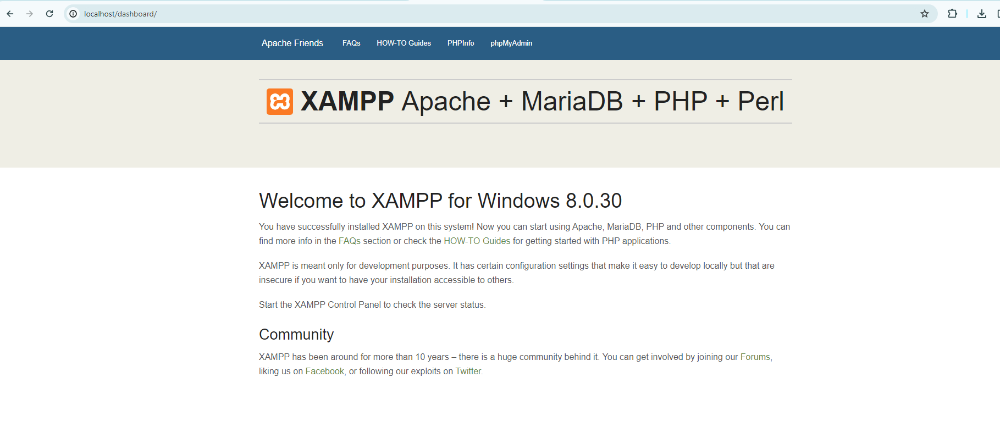 localhost/dashboard/
Apache Friends FAQs HOW-TO Guides PHPInfo phpMyAdmin
XAMPP Apache + MariaDB + PHP + Perl
Welcome to XAMPP for Windows 8.0.30
You have successfully installed XAMPP on this system! Now you can start using Apache, MariaDB, PHP and other components. You can
find more info in the FAQs section or check the HOW-TO Guides for getting started with PHP applications.
XAMPP is meant only for development purposes. It has certain configuration settings that make it easy to develop locally but that are
insecure if you want to have your installation accessible to others.
Start the XAMPP Control Panel to check the server status.
Community
XAMPP has been around for more than 10 years – there is a huge community behind it. You can get involved by joining our Forums,
liking us on Facebook, or following our exploits on Twitter.